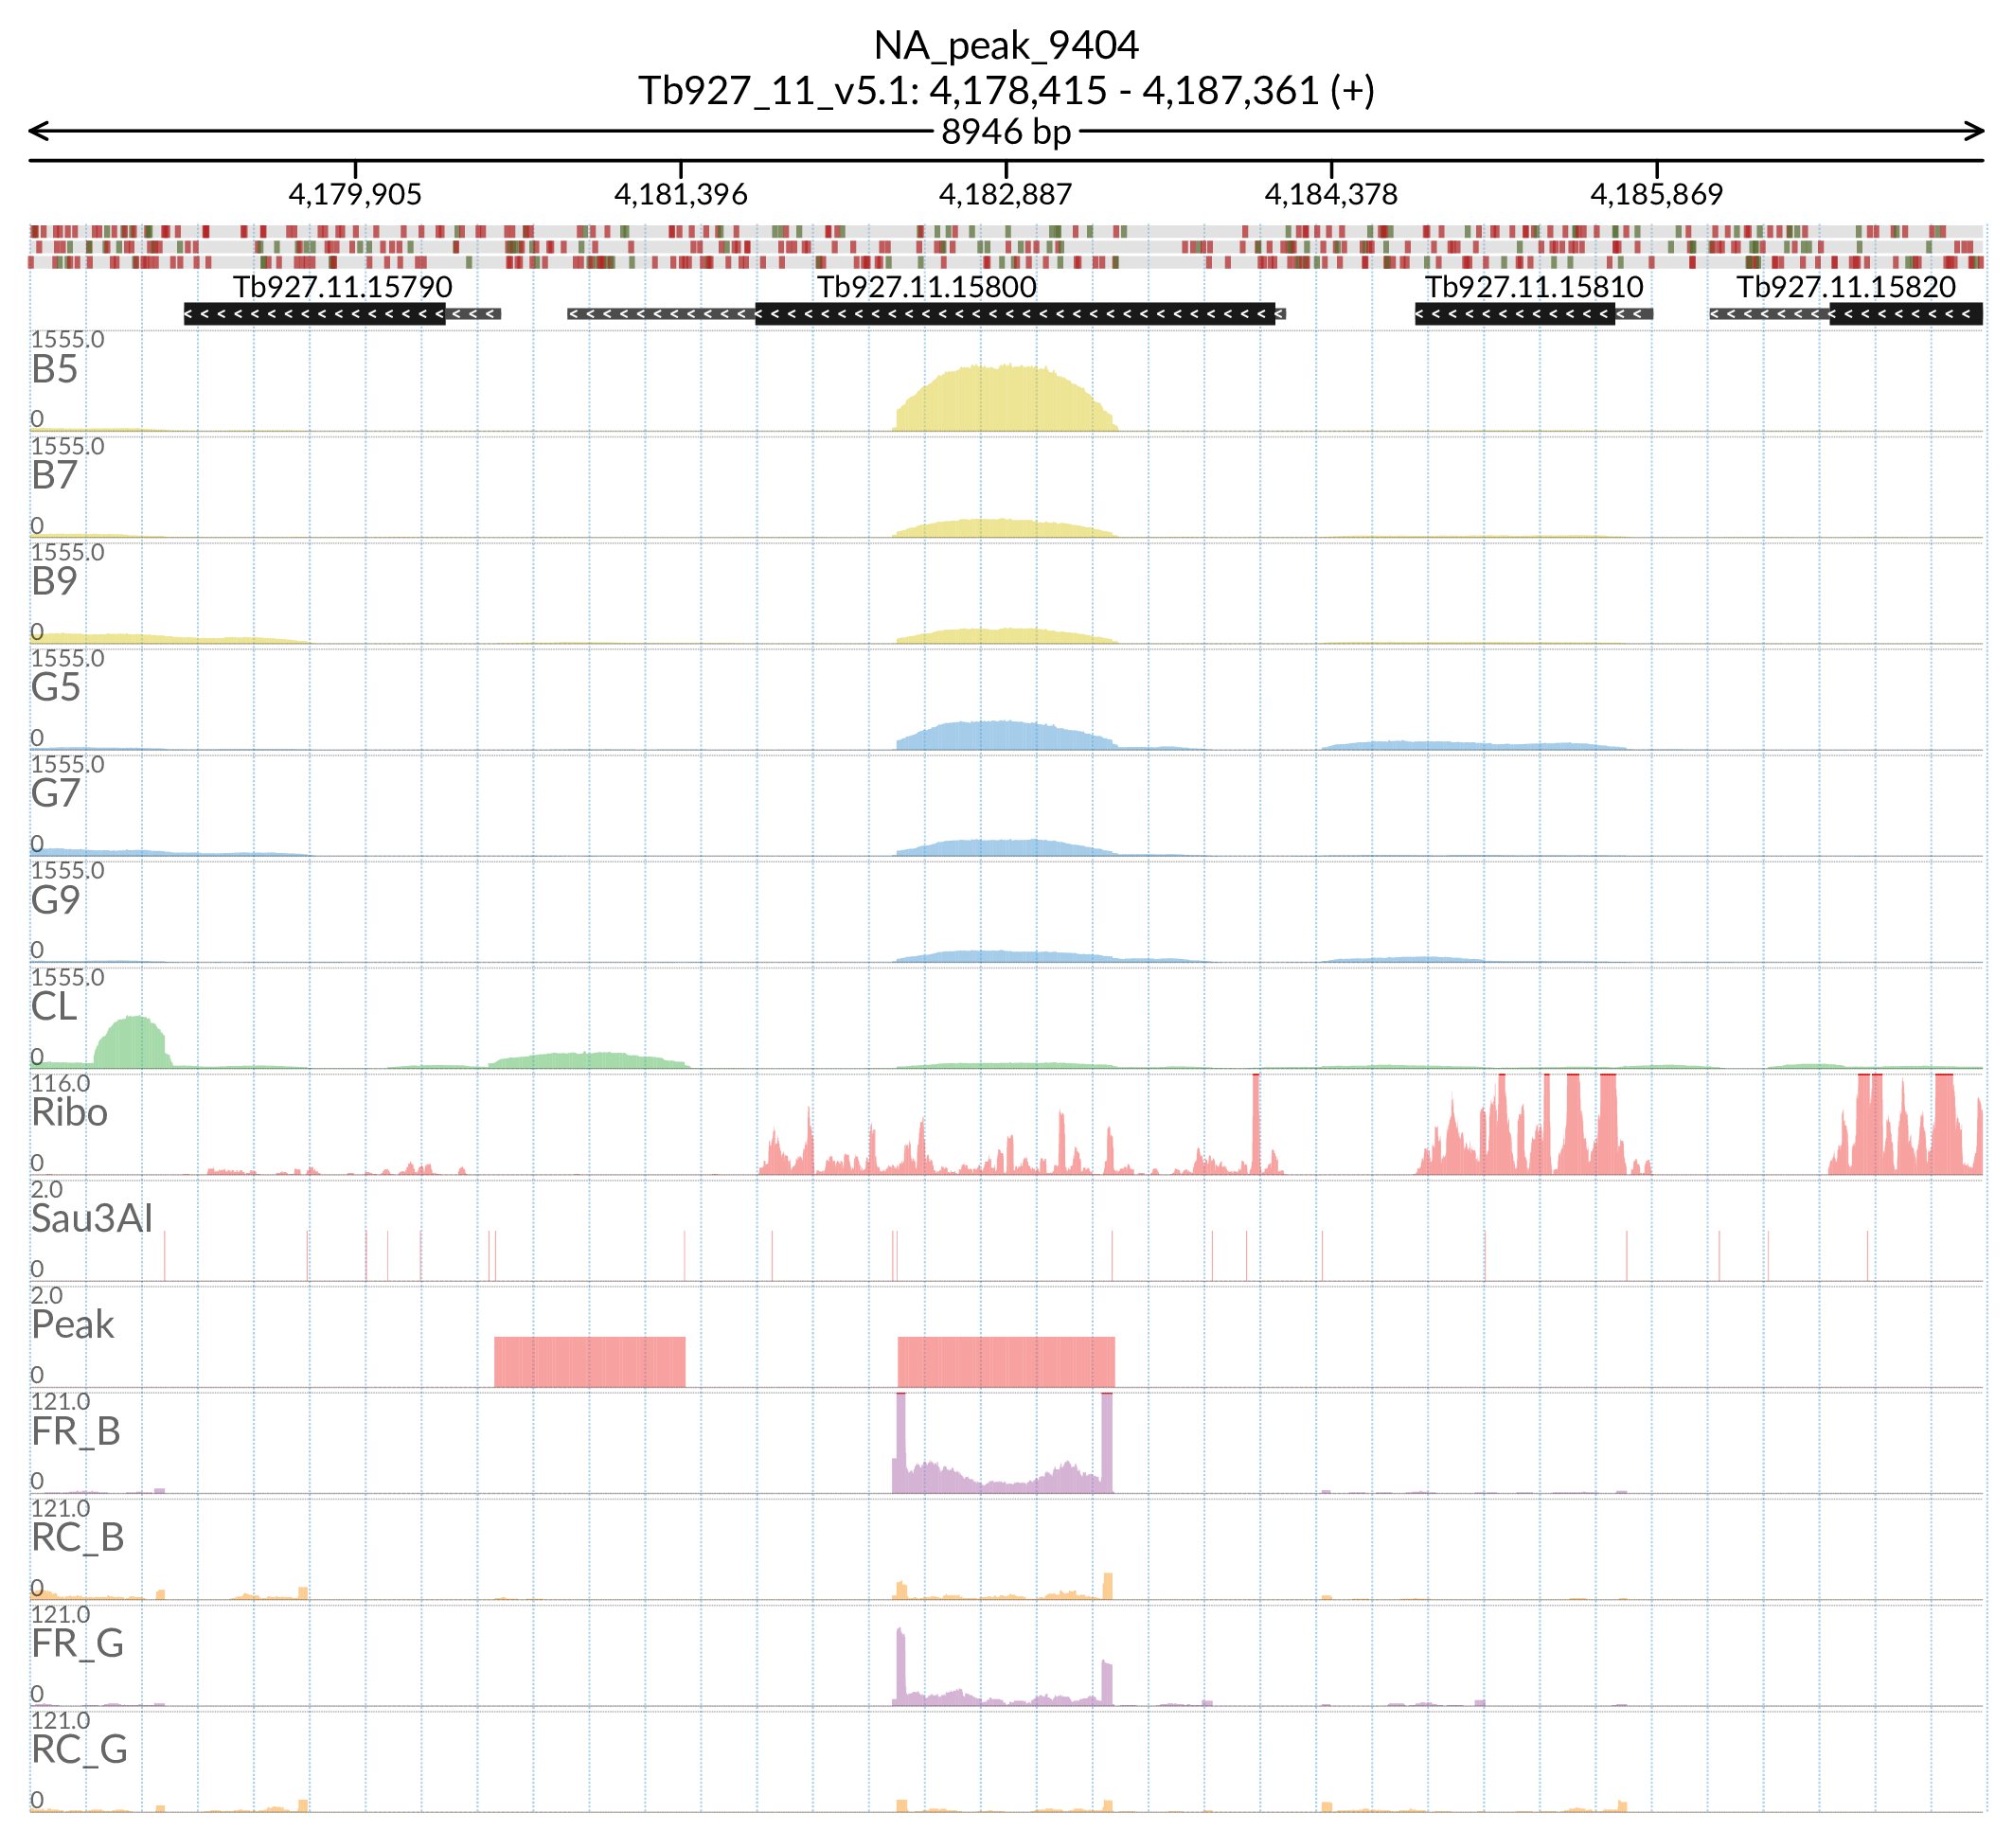 NA_peak_9404
Tb927_11_v5.1: 4,178,415 - 4,187,361 (+)
8946 bp
4,179,905 4,181,396 4,182,887 4,184,378 4,185,869
Tb927.11.15790 Tb927.11.15800 Tb927.11.15810 Tb927.11.15820
1555.0
B5
0
1555.0
B7
0
1555.0
B9
0
1555.0
G5
0
1555.0
G7
0
1555.0
G9
0
1555.0
CL
0
116.0
Ribo
0
2.0
Sau3AI
0
2.0
Peak
0
121.0
FR_B
0
121.0
RC_B
0
121.0
FR_G
0
121.0
RC_G
0